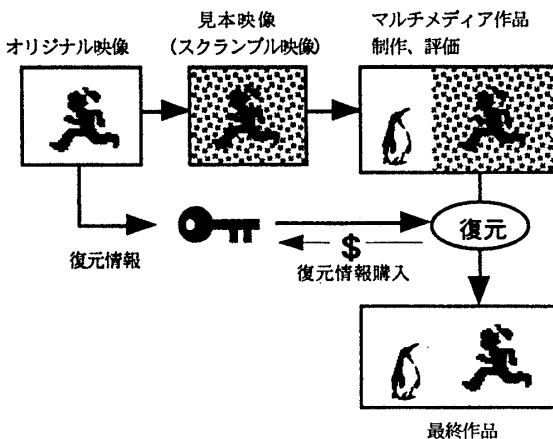 オリジナル映像
見本映像
(スクランブル映像)
マルチメディア作品
制作、評価
復元情報
$
復元情報購入
復元
最終作品